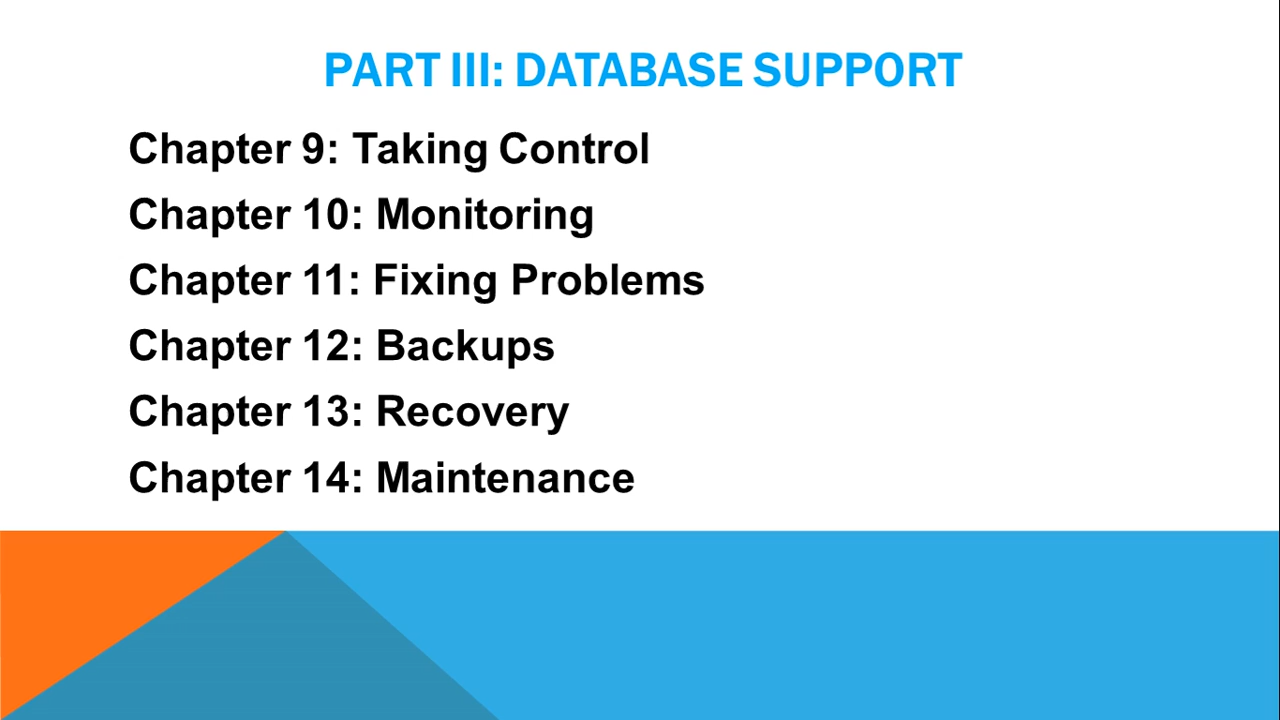 PART III: DATABASE SUPPORT
Chapter 9: Taking Control
Chapter 10: Monitoring
Chapter 11: Fixing Problems
Chapter 12: Backups
Chapter 13: Recovery
Chapter 14: Maintenance